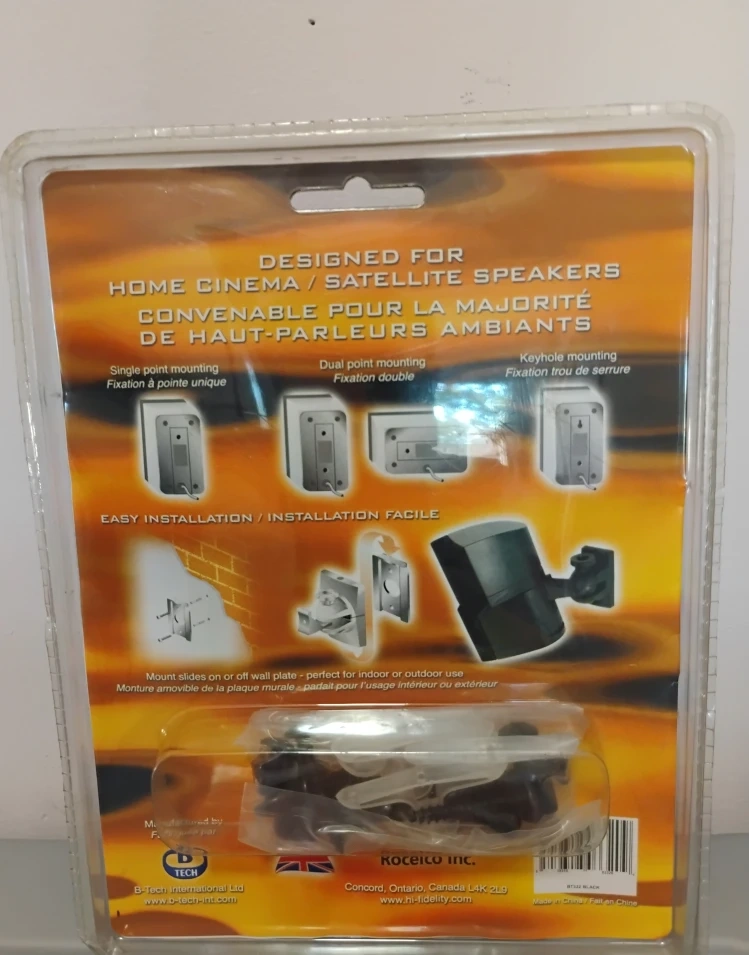 DESIGNED FOR
HOME CINEMA / SATELLITE SPEAKERS
CONVENABLE POUR LA MAJORITÉ
DE HAUT-PARLEURS AMBIANTS
Single point mounting
Fixation à pointe unique
Dual point mounting
Fixation double
Keyhole mounting
Fixation trou de serrure
EASY INSTALLATION / INSTALLATION FACILE
Mount slides on or off wall plate - perfect for indoor or outdoor use
Monture amovible de la plaque murale - parfait pour l'usage intérieur ou extérieur
by
B
TECH
B-Tech International Ltd
www.b-tech-int.com
Rocelco Inc.
Concord, Ontario, Canada L4K 2L9
www.hi-fidelity.com
BLACK
Made in China / Fait en Chine